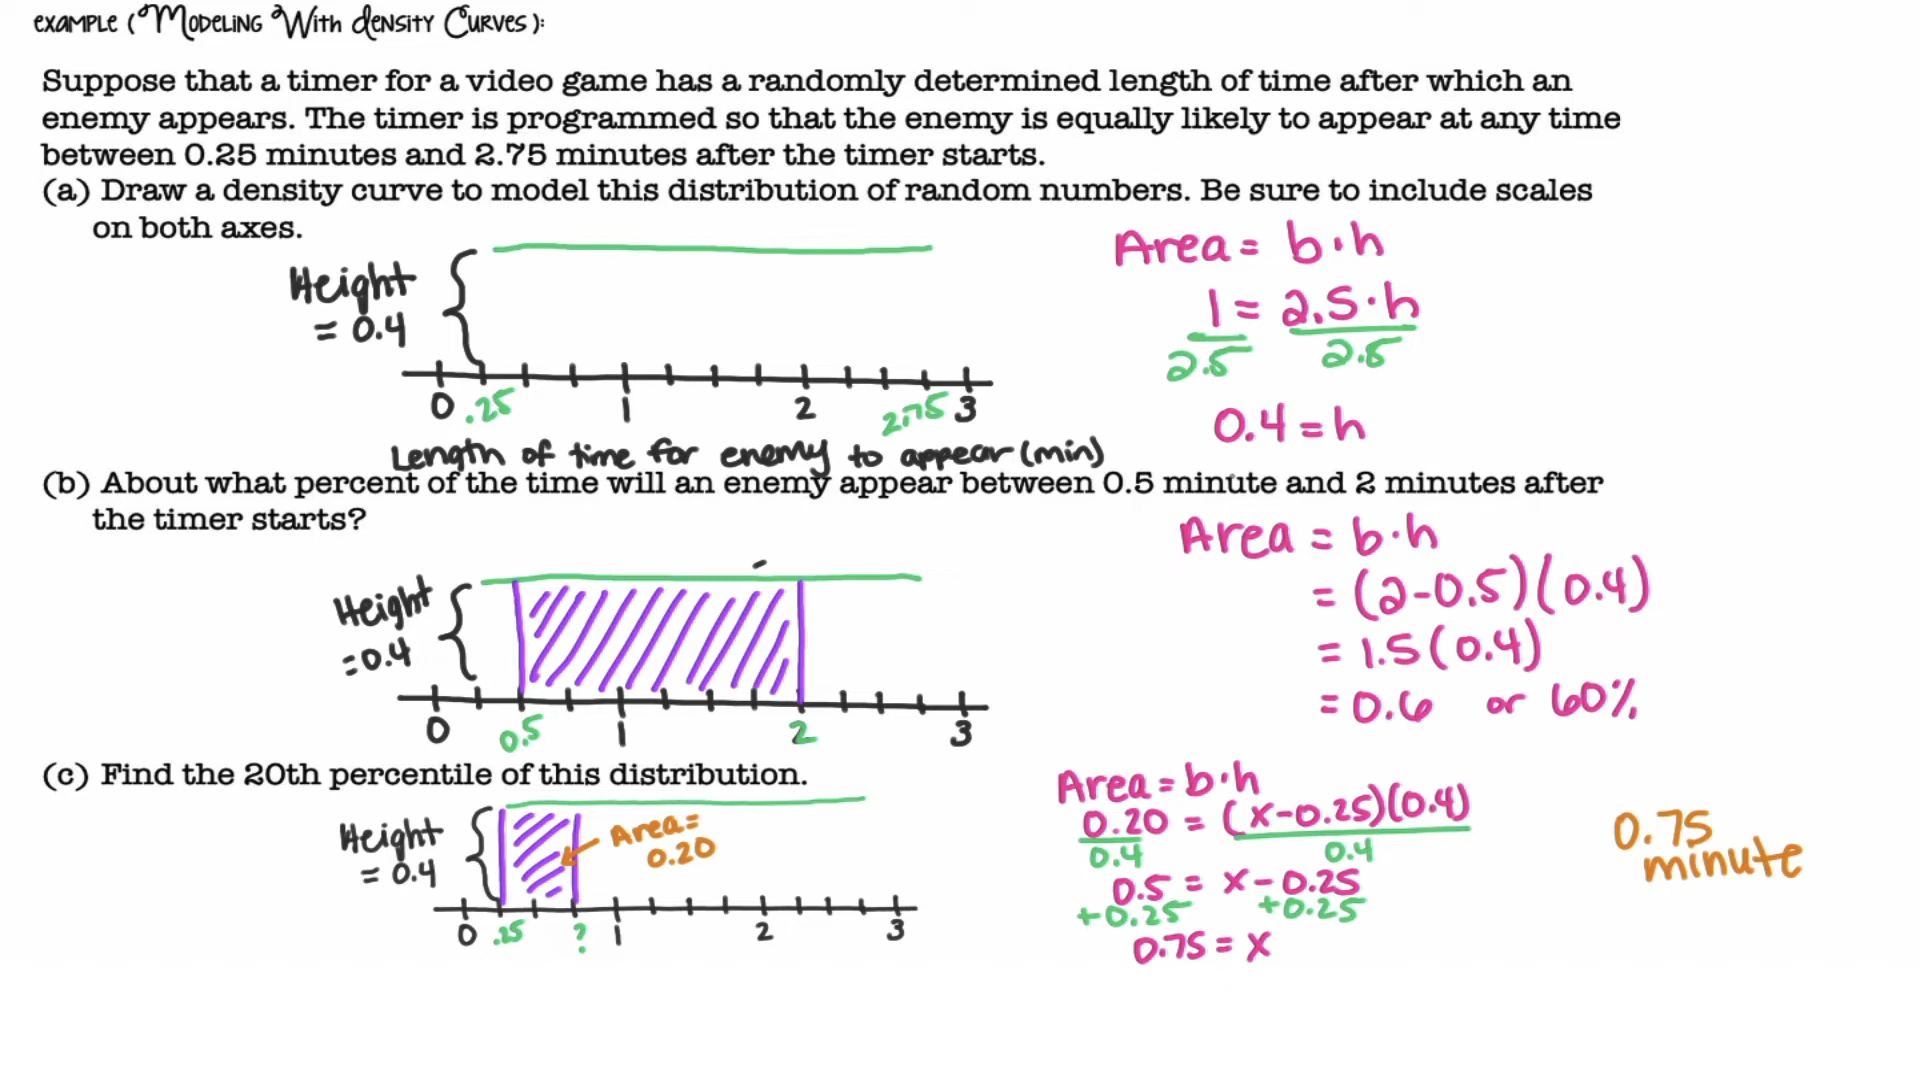 example (Modeling With Density Curves):
Suppose that a timer for a video game has a randomly determined length of time after which an
enemy appears. The timer is programmed so that the enemy is equally likely to appear at any time
between 0.25 minutes and 2.75 minutes after the timer starts.
(a) Draw a density curve to model this distribution of random numbers. Be sure to include scales
on both axes.
Height
= 0.4
0 .25 1 2 2.75 3
Length of time for enemy to appear (min)
Area = b·h
1 = 2.5·h
2.5 2.5
0.4 = h
(b) About what percent of the time will an enemy appear between 0.5 minute and 2 minutes after
the timer starts?
Height
=0.4
0 0.5 1 2 3
Area = b·h
= (2-0.5)(0.4)
= 1.5(0.4)
= 0.6 or 60%
(c) Find the 20th percentile of this distribution.
Height
= 0.4
Area=
0.20
0 .25 ? 1 2 3
Area = b·h
0.20 = (x-0.25)(0.4)
0.4 0.4
0.5 = x-0.25
+0.25 +0.25
0.75 = x
0.75
minute